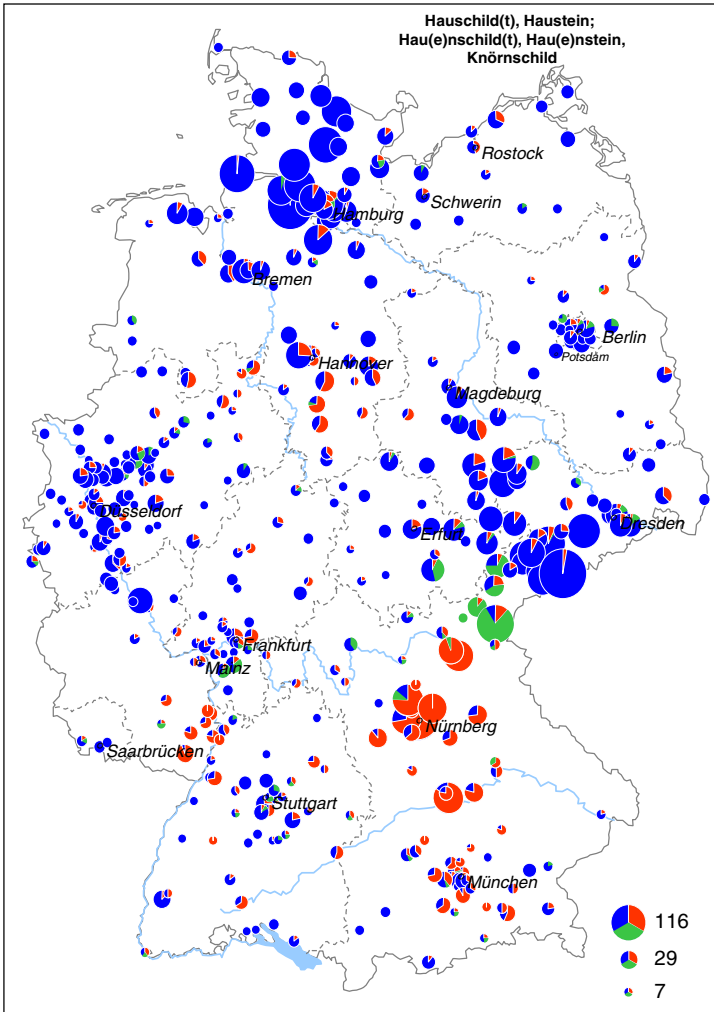 Hauschild(t), Haustein;
Hau(e)nschild(t), Hau(e)nstein,
Knörnschild
Rostock
Schwerin
Hamburg
Bremen
Berlin
Potsdam
Hannover
Magdeburg
Düsseldorf
Dresden
Erfurt
Frankfurt
Mainz
Nürnberg
Saarbrücken
Stuttgart
München
116
29
7